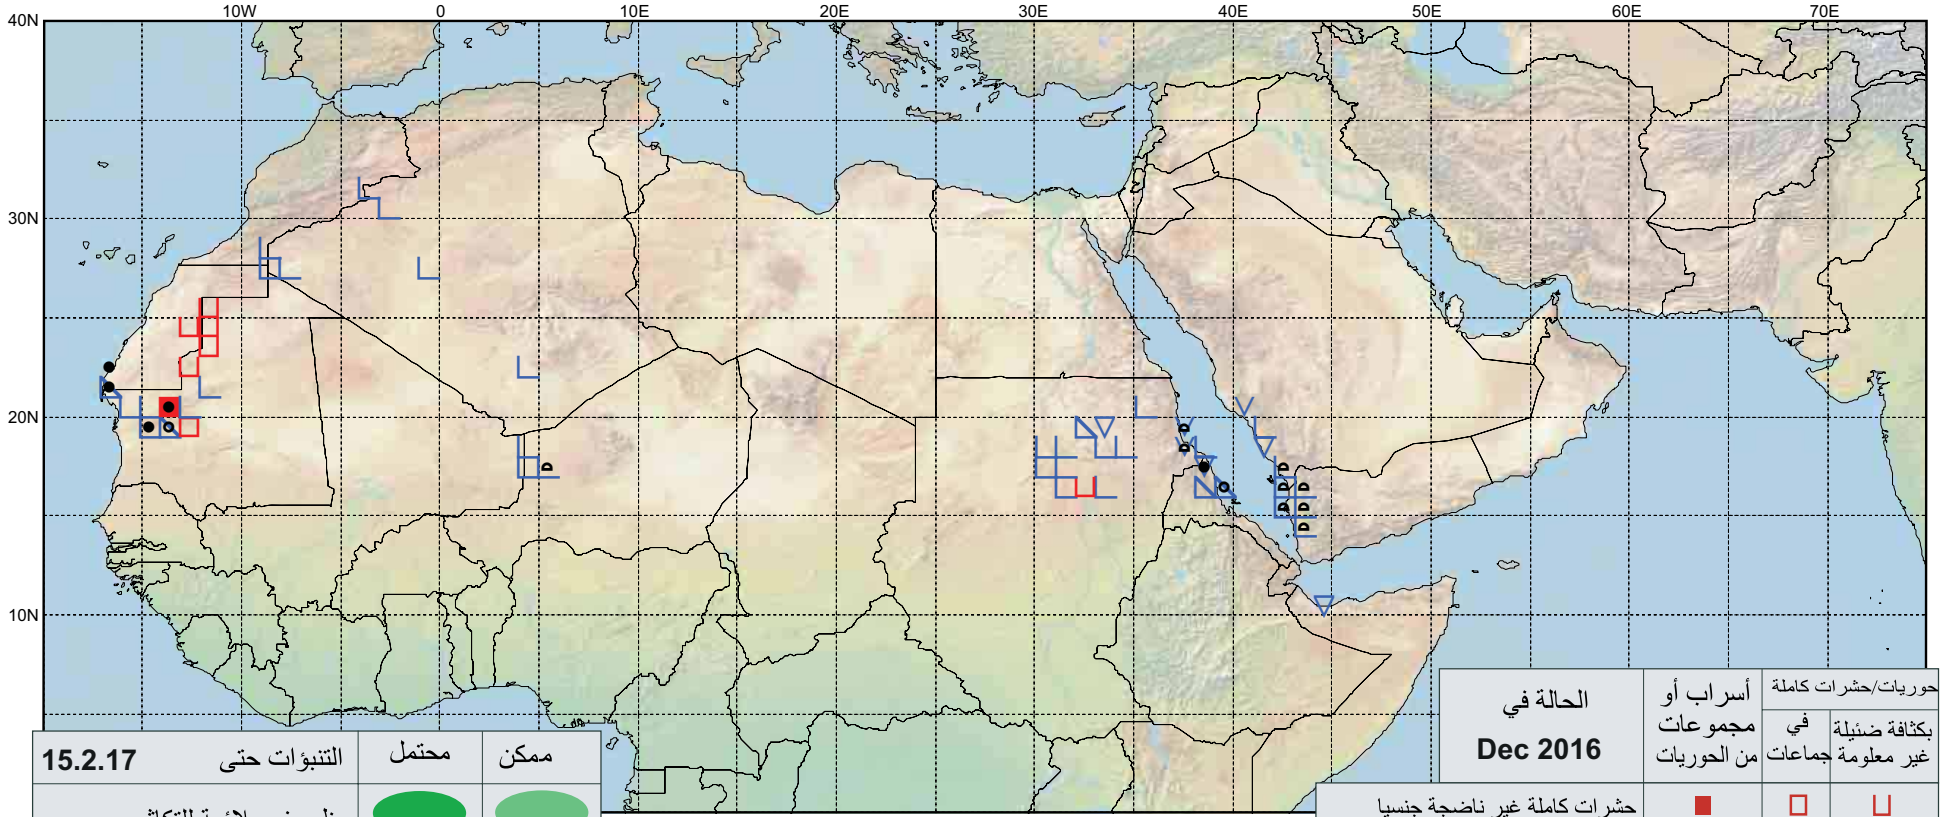 10W 0 10E 20E 30E 40E 50E 60E 70E
40N
30N
20N
10N
D
D
D
D
D D
D D
D
الحالة في
Dec 2016
أسراب أو
مجموعات
من الحوريات
حوريات/حشرات كاملة
في
جماعات
بكثافة ضئيلة
غير معلومة
حشرات كاملة غير ناضجة جنسيا
التنبؤات حتى 15.2.17
محتمل
ممكن